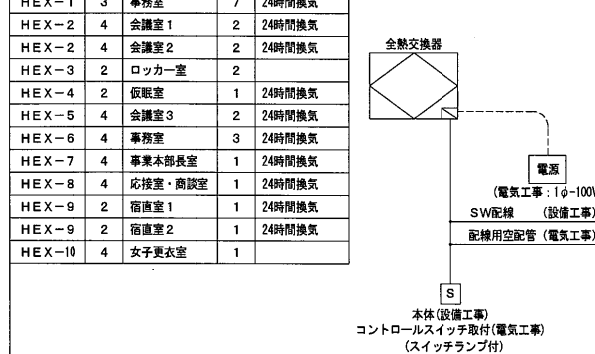 HEX-1 3 事務室 7 24時間換気
HEX-2 4 会議室1 2 24時間換気
HEX-2 4 会議室2 2 24時間換気
HEX-3 2 ロッカー室 2
HEX-4 2 仮眠室 1 24時間換気
HEX-5 4 会議室3 2 24時間換気
HEX-6 4 事務室 3 24時間換気
HEX-7 4 事業本部長室 1 24時間換気
HEX-8 4 応接室・商談室 1 24時間換気
HEX-9 2 宿直室1 1 24時間換気
HEX-9 2 宿直室2 1 24時間換気
HEX-10 4 女子更衣室 1
全熱交換器
電源
(電気工事:1φ-100V
SW配線 (設備工事)
配線用空配管 (電気工事)
S
本体(設備工事)
コントロールスイッチ取付(電気工事)
(スイッチランプ付)